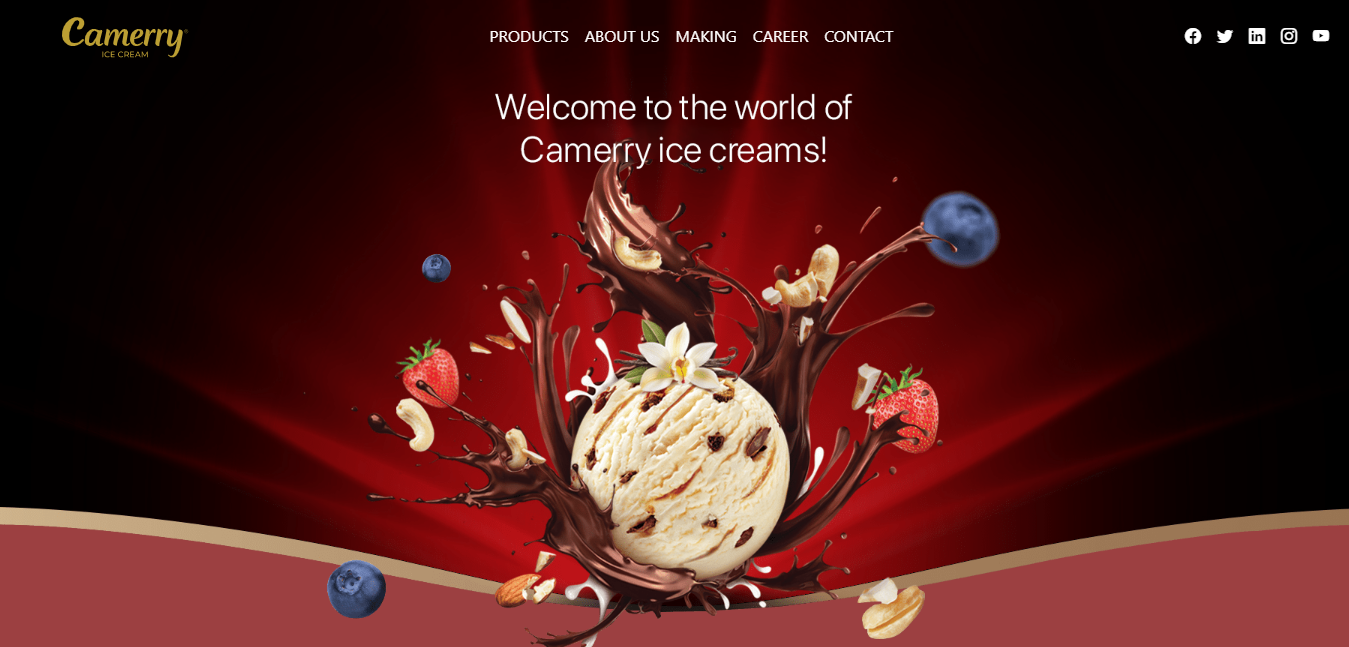 Camerry®
ICE CREAM
PRODUCTS ABOUT US MAKING CAREER CONTACT
Welcome to the world of
Camerry ice creams!